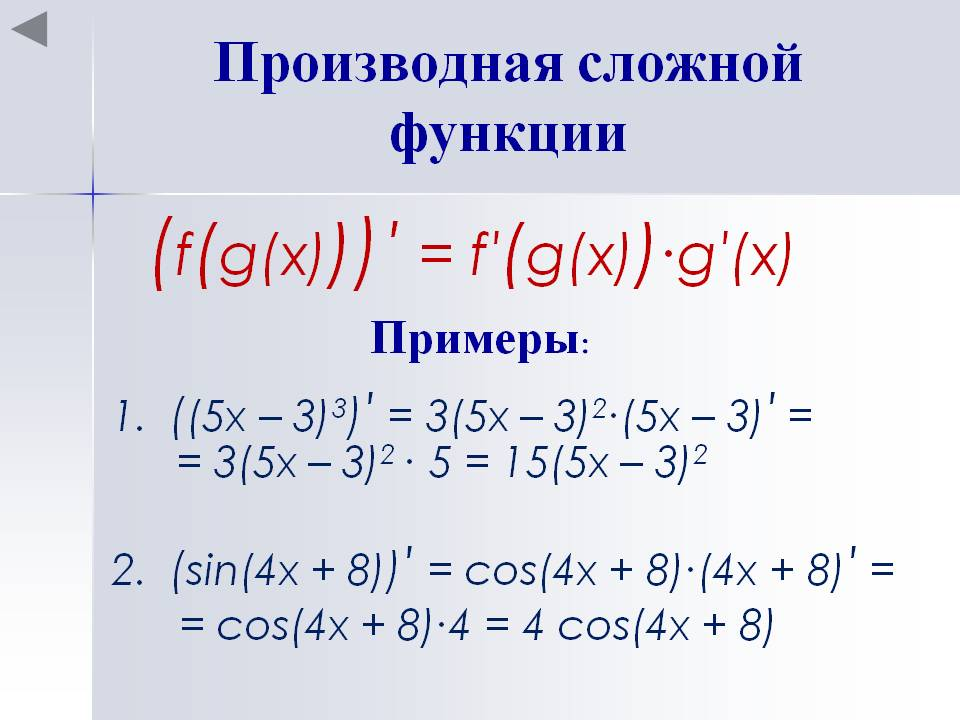 Производная сложной
функции
(f(g(x)))' = f'(g(x))·g'(x)
Примеры:
1. ((5x – 3)³)' = 3(5x – 3)²·(5x – 3)' =
= 3(5x – 3)² · 5 = 15(5x – 3)²
2. (sin(4x + 8))' = cos(4x + 8)·(4x + 8)' =
= cos(4x + 8)·4 = 4 cos(4x + 8)